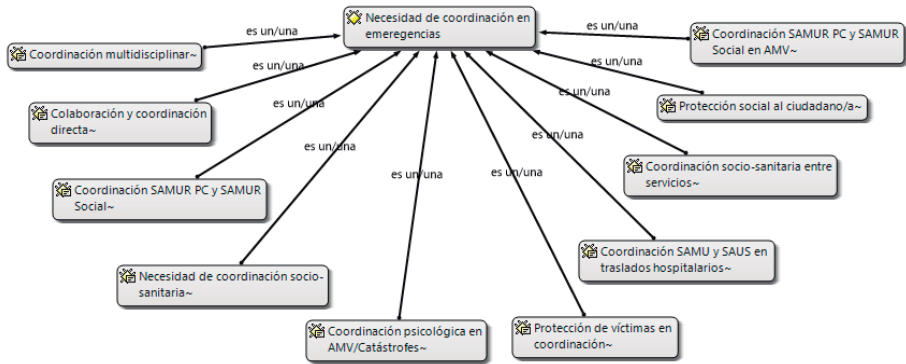 Necesidad de coordinación en
emeregencias
es un/una
Coordinación multidisciplinar~
es un/una
Coordinación SAMUR PC y SAMUR
Social en AMV~
es un/una
Colaboración y coordinación
directa~
es un/una
Protección social al ciudadano/a~
es un/una
Coordinación SAMUR PC y SAMUR
Social~
es un/una
Coordinación socio-sanitaria entre
servicios~
es un/una
Necesidad de coordinación socio-
sanitaria~
es un/una
Coordinación SAMU y SAUS en
traslados hospitalarios~
es un/una
Coordinación psicológica en
AMV/Catástrofes~
es un/una
Protección de víctimas en
coordinación~